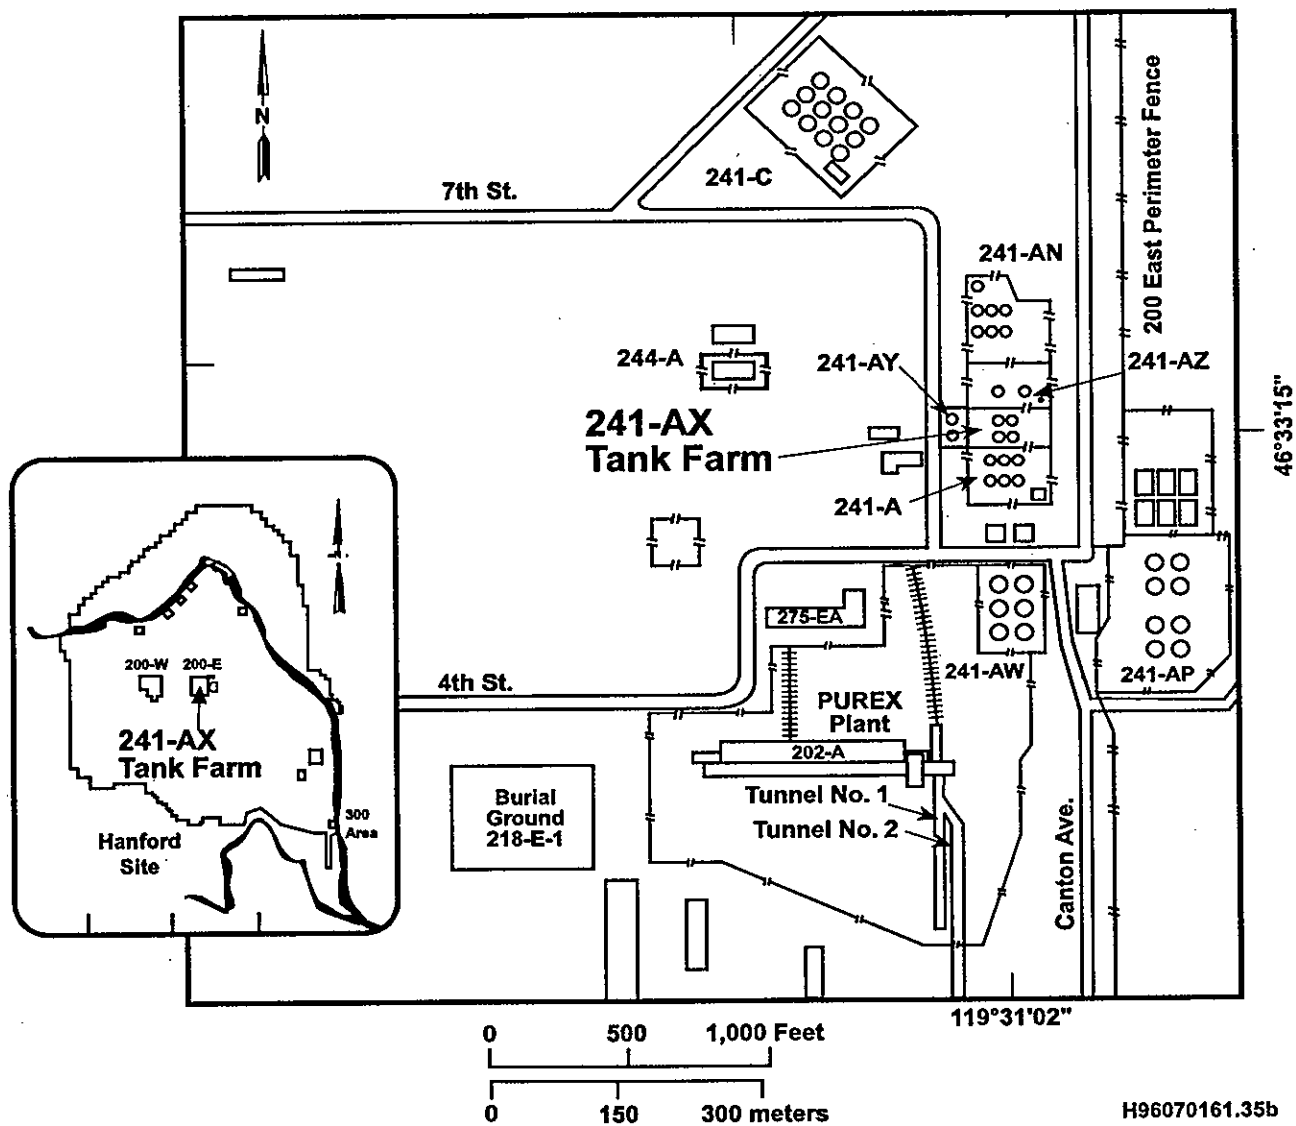 N
7th St.
241-C
200 East Perimeter Fence
241-AN
244-A
241-AY
241-AZ
241-AX
Tank Farm
46°33'15"
241-A
275-EA
241-AW
241-AP
4th St.
PUREX
Plant
202-A
200-W
200-E
241-AX
Tank Farm
Burial
Ground
218-E-1
Tunnel No. 1
Tunnel No. 2
Canton Ave.
300
Area
Hanford
Site
119°31'02"
0 500 1,000 Feet
0 150 300 meters
H96070161.35b